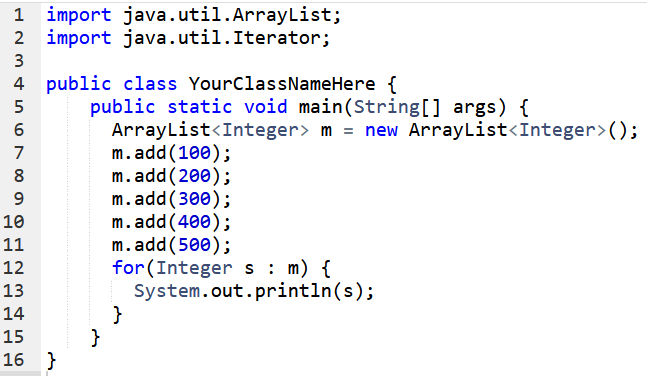 1 import java.util.ArrayList;
2 import java.util.Iterator;
3
4 public class YourClassNameHere {
5     public static void main(String[] args) {
6       ArrayList<Integer> m = new ArrayList<Integer>();
7       m.add(100);
8       m.add(200);
9       m.add(300);
10       m.add(400);
11       m.add(500);
12       for(Integer s : m) {
13         System.out.println(s);
14       }
15     }
16 }